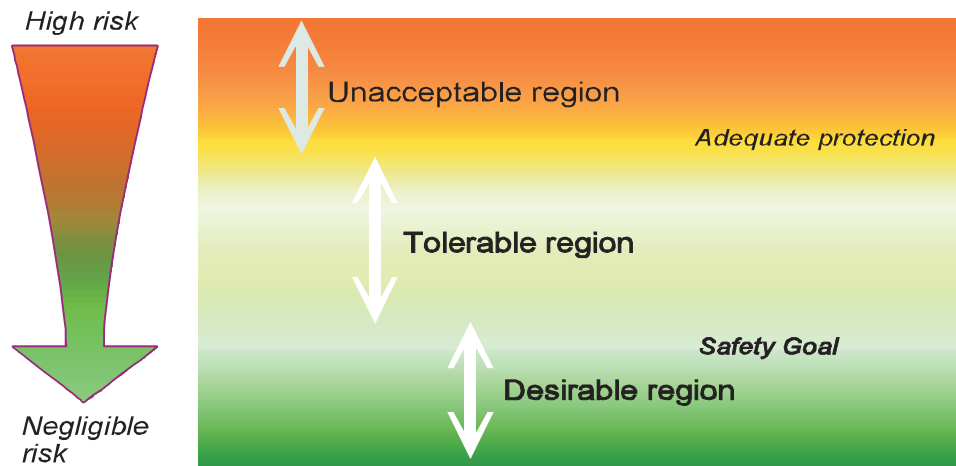 High risk
Unacceptable region
Adequate protection
Tolerable region
Safety Goal
Desirable region
Negligible
risk